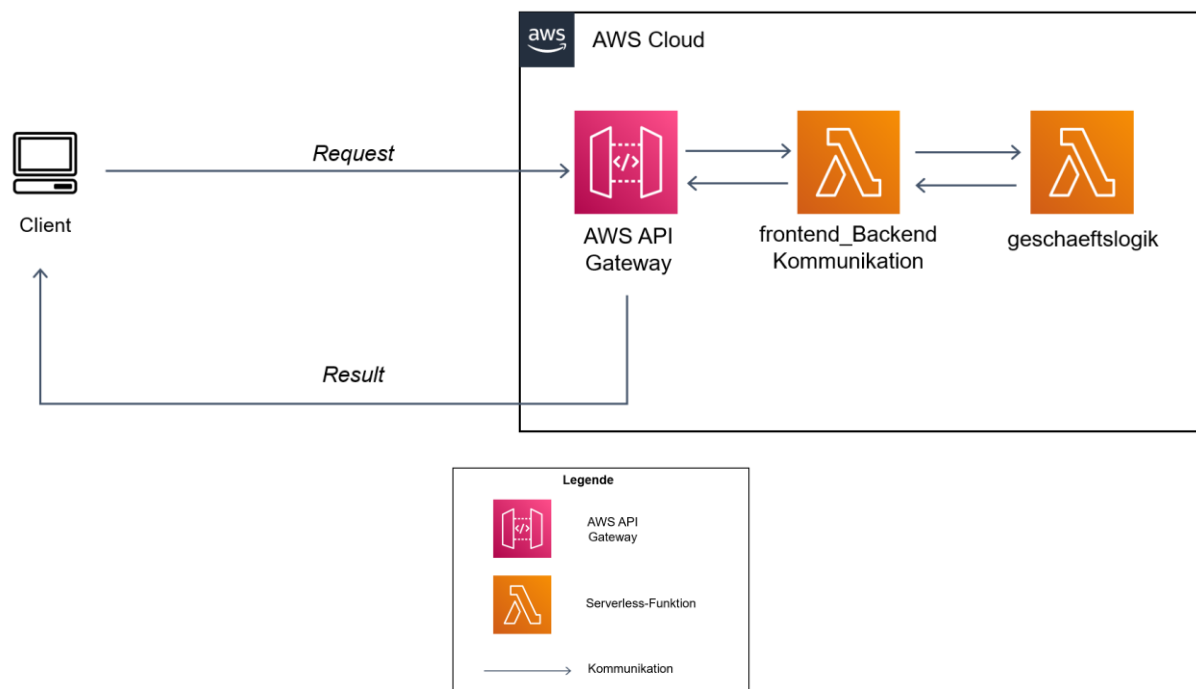 aws
AWS Cloud
Request
</>
Client
AWS API
Gateway
frontend_Backend
Kommunikation
geschaeftslogik
Result
Legende
</>
AWS API
Gateway
Serverless-Funktion
Kommunikation